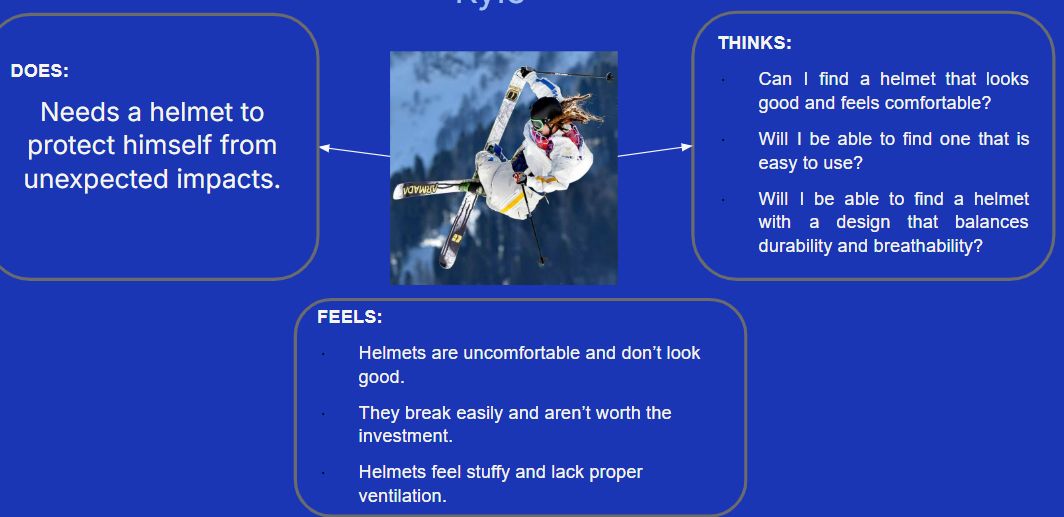 Kyle
DOES:
Needs a helmet to
protect himself from
unexpected impacts.
ARMADA
THINKS:
Can I find a helmet that looks
good and feels comfortable?
Will I be able to find one that is
easy to use?
Will I be able to find a helmet
with a design that balances
durability and breathability?
FEELS:
Helmets are uncomfortable and don’t look
good.
They break easily and aren’t worth the
investment.
Helmets feel stuffy and lack proper
ventilation.